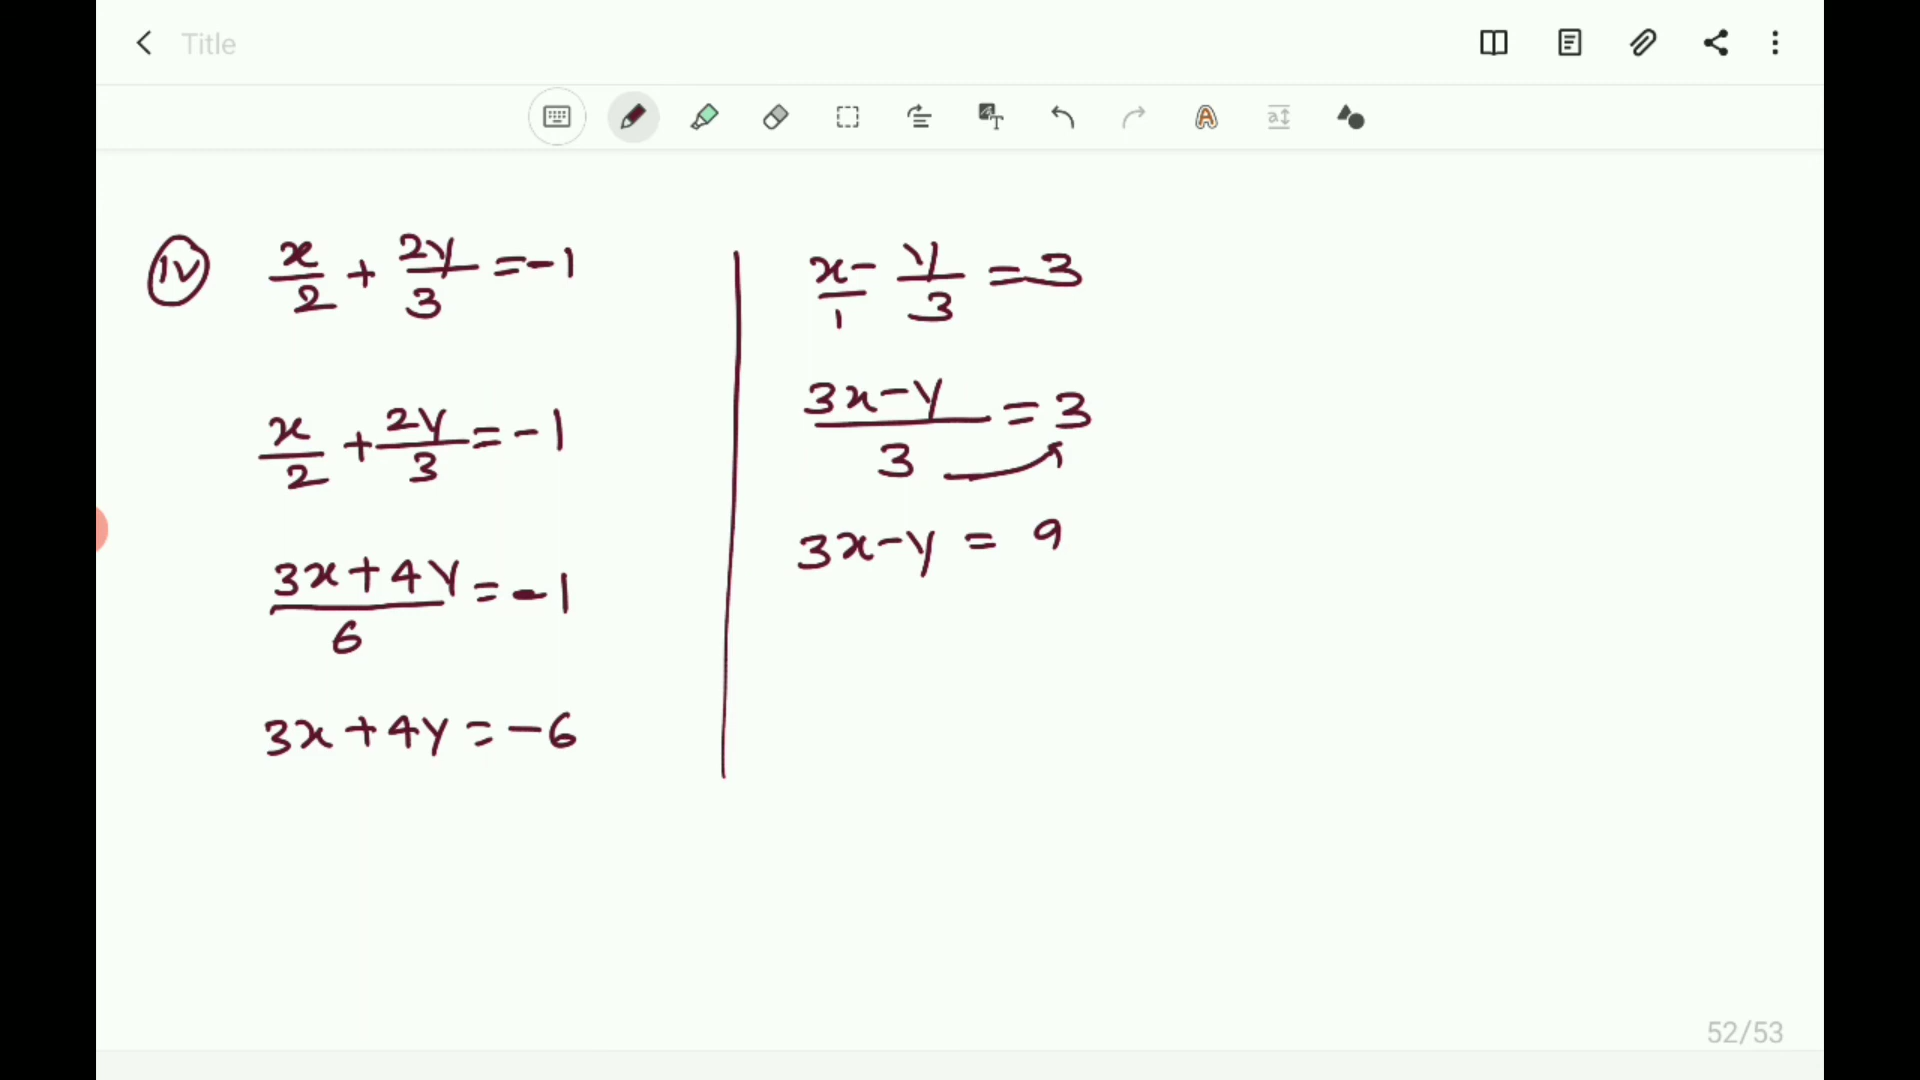 Title
(iv) x/2 + 2y/3 = -1
x/2 + 2y/3 = -1
(3x+4y)/6 = -1
3x+4y = -6
x/1 - y/3 = 3
(3x-y)/3 = 3
3x-y = 9
52/53